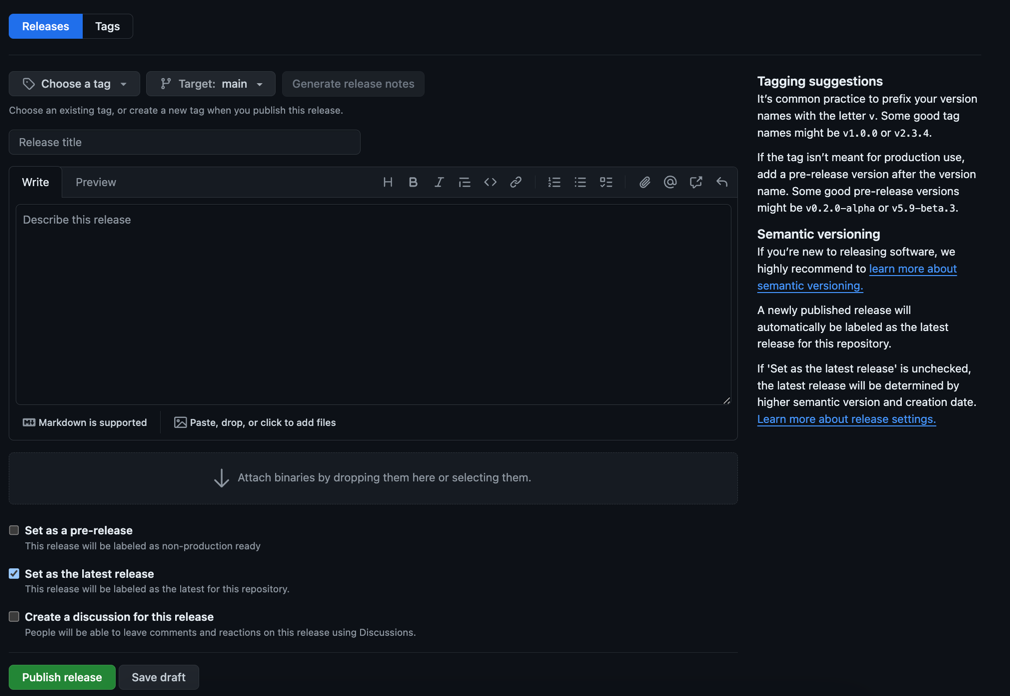 Releases
Tags
Choose a tag
Target: main
Generate release notes
Choose an existing tag, or create a new tag when you publish this release.
Release title
Write
Preview
Describe this release
Markdown is supported
Paste, drop, or click to add files
Attach binaries by dropping them here or selecting them.
Set as a pre-release
This release will be labeled as non-production ready
Set as the latest release
This release will be labeled as the latest for this repository.
Create a discussion for this release
People will be able to leave comments and reactions on this release using Discussions.
Publish release
Save draft
Tagging suggestions
It’s common practice to prefix your version
names with the letter v. Some good tag
names might be v1.0.0 or v2.3.4.
If the tag isn’t meant for production use,
add a pre-release version after the version
name. Some good pre-release versions
might be v0.2.0-alpha or v5.9-beta.3.
Semantic versioning
If you’re new to releasing software, we
highly recommend to learn more about
semantic versioning.
A newly published release will
automatically be labeled as the latest
release for this repository.
If 'Set as the latest release' is unchecked,
the latest release will be determined by
higher semantic version and creation date.
Learn more about release settings.